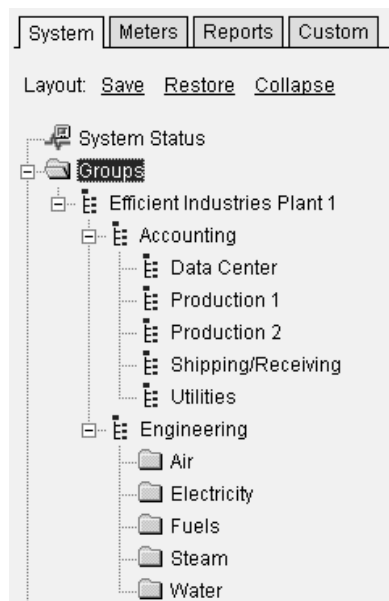 System Meters Reports Custom
Layout: Save Restore Collapse
System Status
Groups
Efficient Industries Plant 1
Accounting
Data Center
Production 1
Production 2
Shipping/Receiving
Utilities
Engineering
Air
Electricity
Fuels
Steam
Water